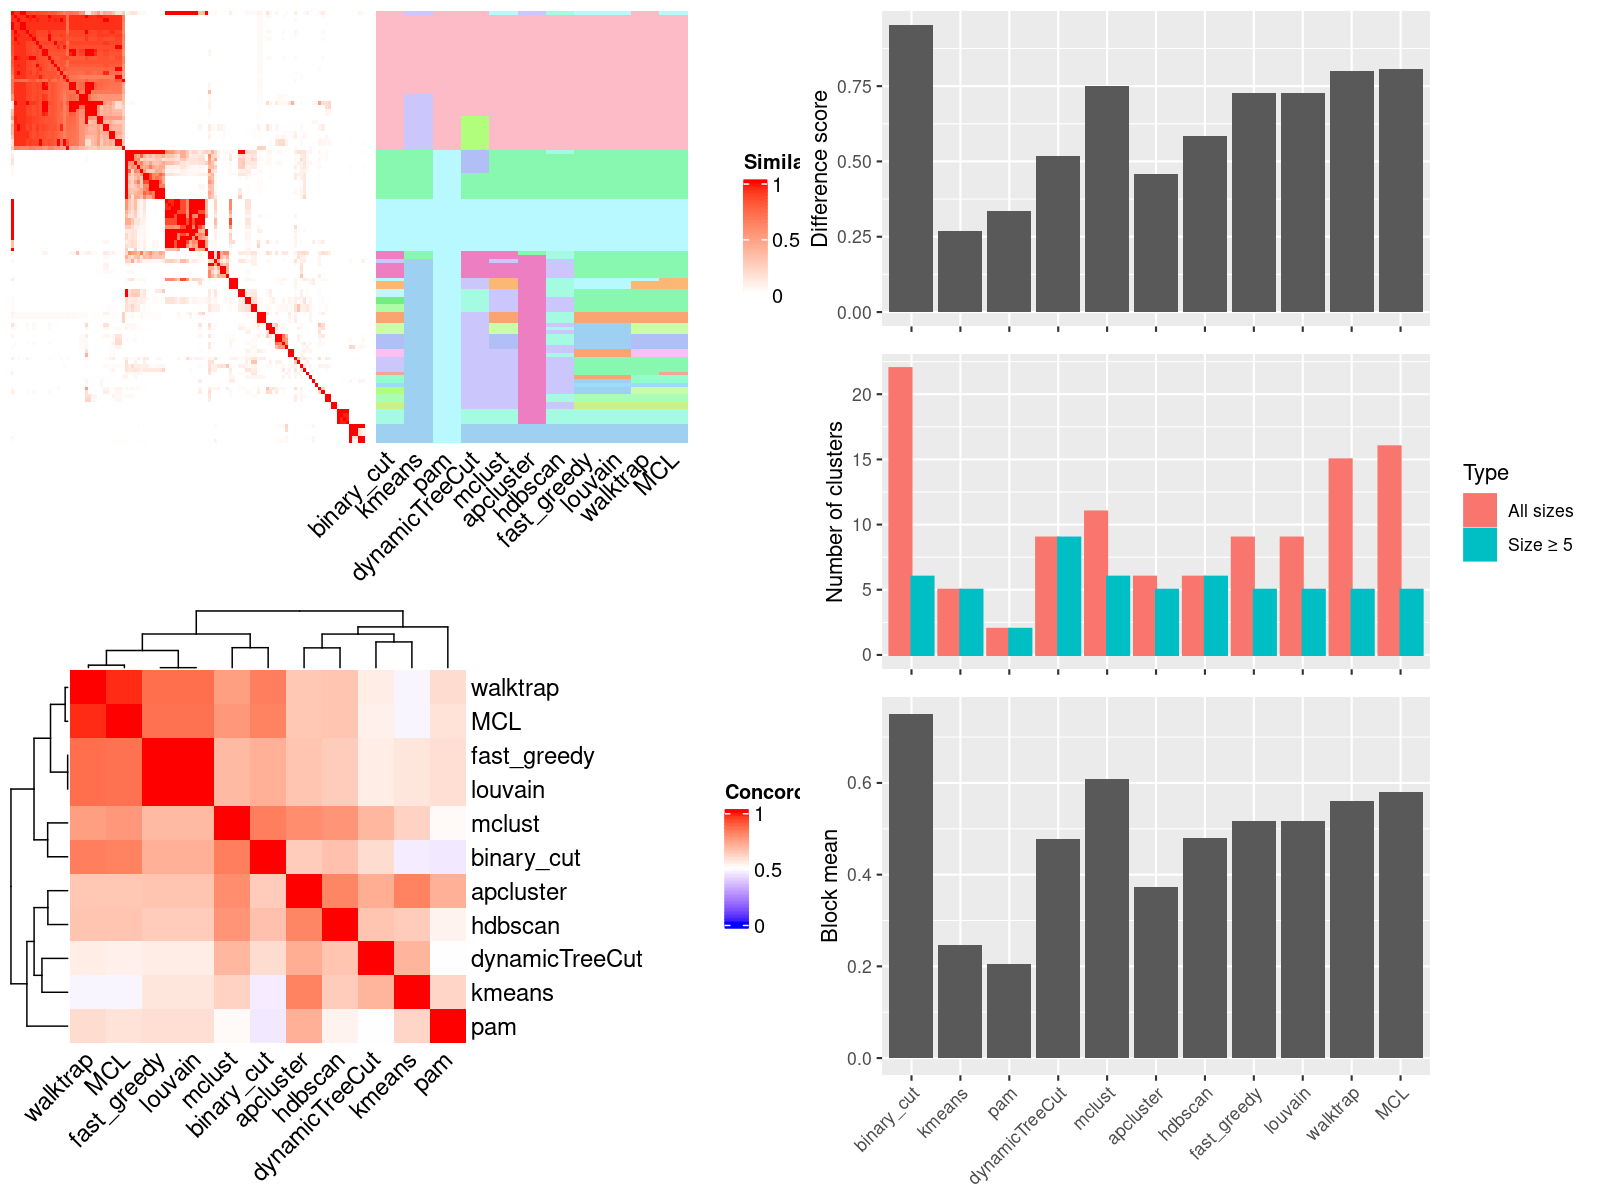 Simila
1
0.5
0
binary_cut
kmeans
pam
dynamicTreeCut
mclust
apcluster
hdbscan
fast_greedy
louvain
walktrap
MCL
walktrap
MCL
fast_greedy
louvain
mclust
binary_cut
apcluster
hdbscan
dynamicTreeCut
kmeans
pam
walktrap
MCL
fast_greedy
louvain
mclust
binary_cut
apcluster
hdbscan
dynamicTreeCut
kmeans
pam
Concord
1
0.5
0
Difference score
0.75
0.50
0.25
0.00
Number of clusters
20
15
10
5
0
Type
All sizes
Size ≥ 5
Block mean
0.6
0.4
0.2
0.0
binary_cut
kmeans
pam
dynamicTreeCut
mclust
apcluster
hdbscan
fast_greedy
louvain
walktrap
MCL